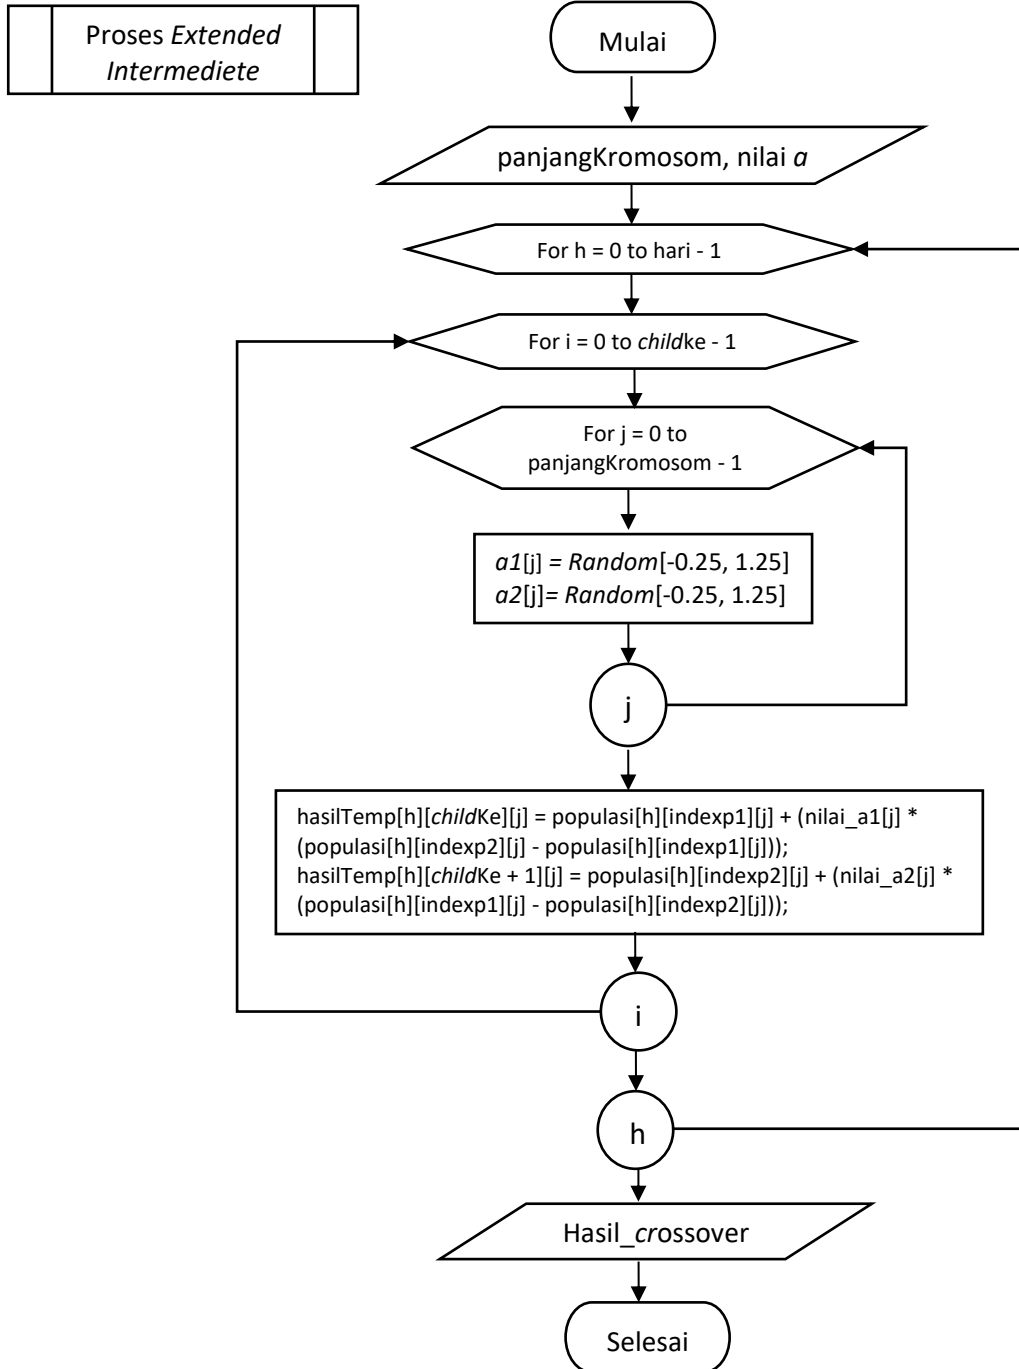 Proses Extended
Intermediete
Mulai
panjangKromosom, nilai a
For h = 0 to hari - 1
For i = 0 to childke - 1
For j = 0 to
panjangKromosom - 1
a1[j] = Random[-0.25, 1.25]
a2[j]= Random[-0.25, 1.25]
j
hasilTemp[h][childKe][j] = populasi[h][indexp1][j] + (nilai_a1[j] *
(populasi[h][indexp2][j] - populasi[h][indexp1][j]));
hasilTemp[h][childKe + 1][j] = populasi[h][indexp2][j] + (nilai_a2[j] *
(populasi[h][indexp1][j] - populasi[h][indexp2][j]));
i
h
Hasil_crossover
Selesai